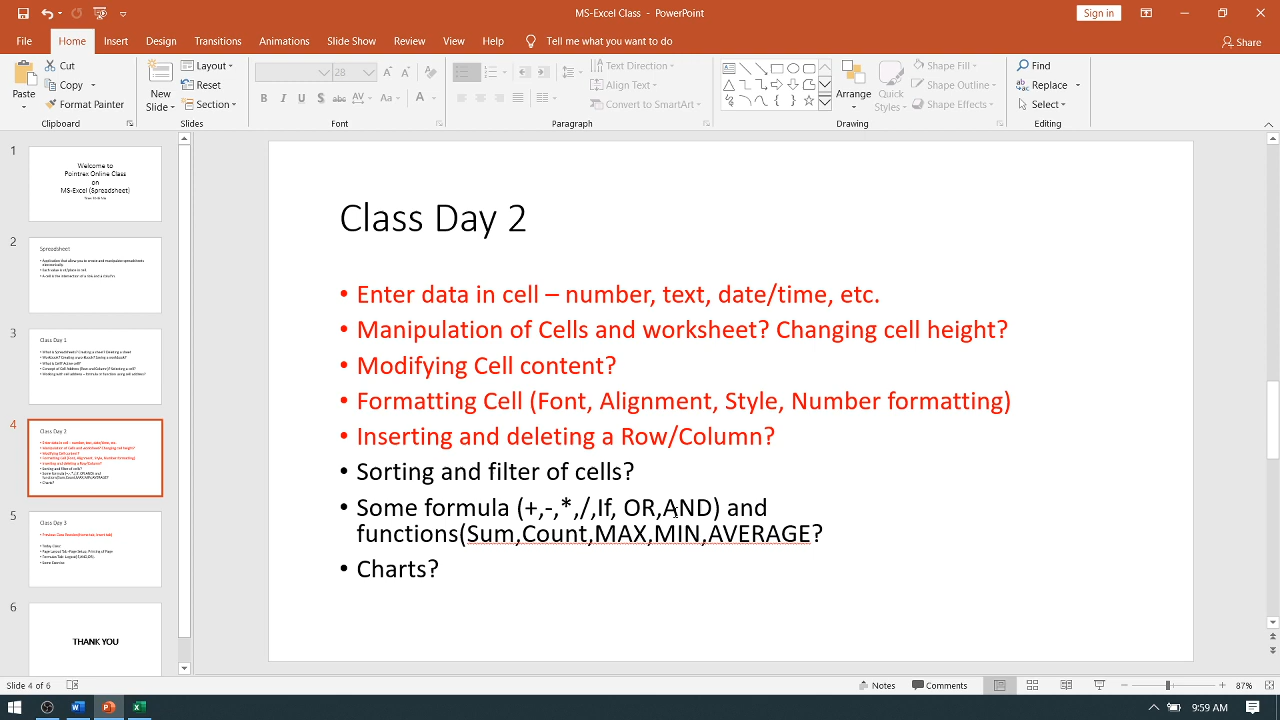 MS-Excel Class - PowerPoint
Sign in
File Home Insert Design Transitions Animations Slide Show Review View Help Tell me what you want to do
Share
Paste
Cut
Copy
Format Painter
Clipboard
New Slide
Layout
Reset
Section
Slides
28
Font
Text Direction
Align Text
Convert to SmartArt
Paragraph
Arrange
Quick Styles
Shape Fill
Shape Outline
Shape Effects
Drawing
Find
Replace
Select
Editing
1
Welcome to
Pointrex Online Class
on
MS-Excel (Spreadsheet)
2
Spreadsheet
3
Class Day 1
4
Class Day 2
5
Class Day 3
6
THANK YOU
Class Day 2
• Enter data in cell – number, text, date/time, etc.
• Manipulation of Cells and worksheet? Changing cell height?
• Modifying Cell content?
• Formatting Cell (Font, Alignment, Style, Number formatting)
• Inserting and deleting a Row/Column?
• Sorting and filter of cells?
• Some formula (+,-,*,/,If, OR,AND) and
functions(Sum,Count,MAX,MIN,AVERAGE?
• Charts?
Slide 4 of 6
Notes
Comments
87%
9:59 AM